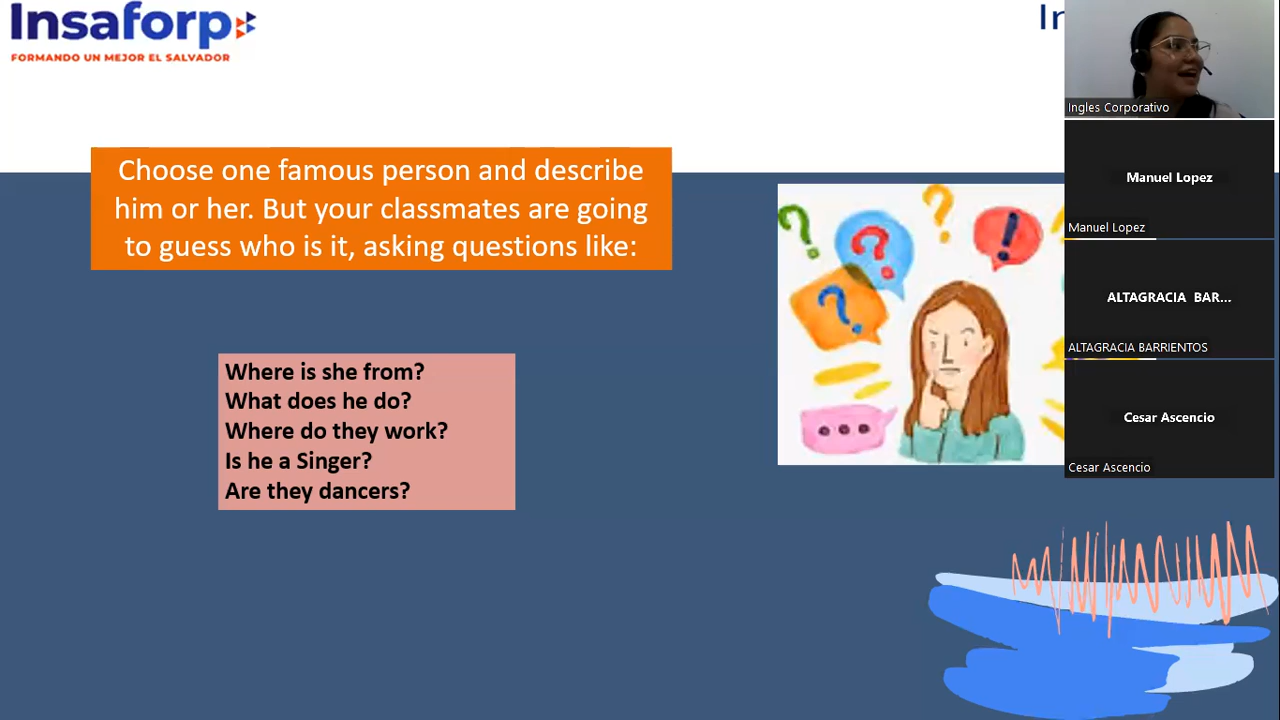 Insaforp
FORMANDO UN MEJOR EL SALVADOR
In
Choose one famous person and describe
him or her. But your classmates are going
to guess who is it, asking questions like:
Where is she from?
What does he do?
Where do they work?
Is he a Singer?
Are they dancers?
Ingles Corporativo
Manuel Lopez
Manuel Lopez
ALTAGRACIA BAR...
ALTAGRACIA BARRIENTOS
Cesar Ascencio
Cesar Ascencio